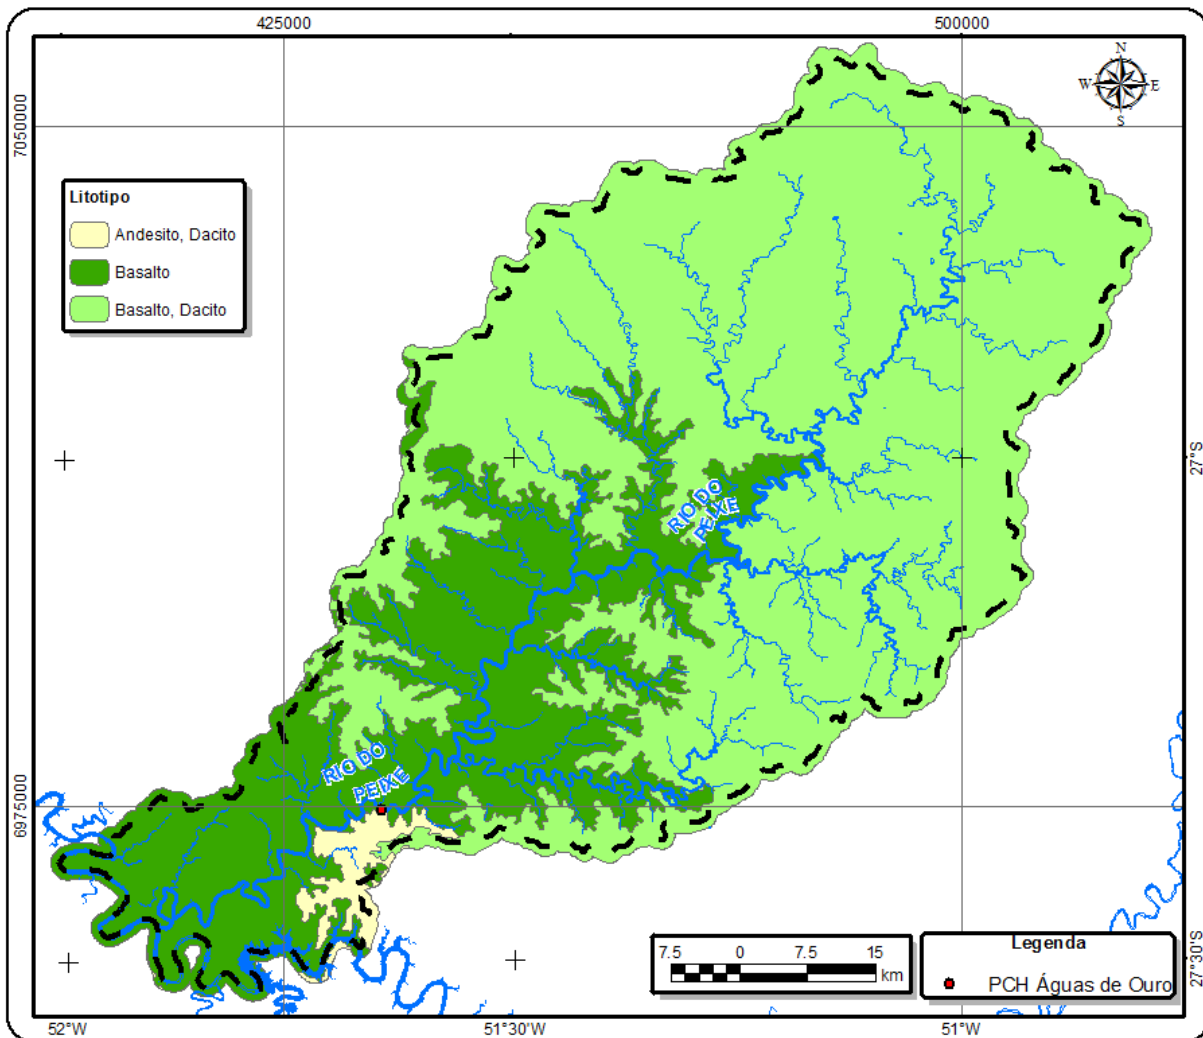 425000
500000
N
W
E
S
7050000
Litotipo
Andesito, Dacito
Basalto
Basalto, Dacito
27°S
RIO DO
PEIXE
RIO DO
PEIXE
6975000
7.5
0
7.5
15
km
Legenda
PCH Águas de Ouro
27°30'S
52°W
51°30'W
51°W